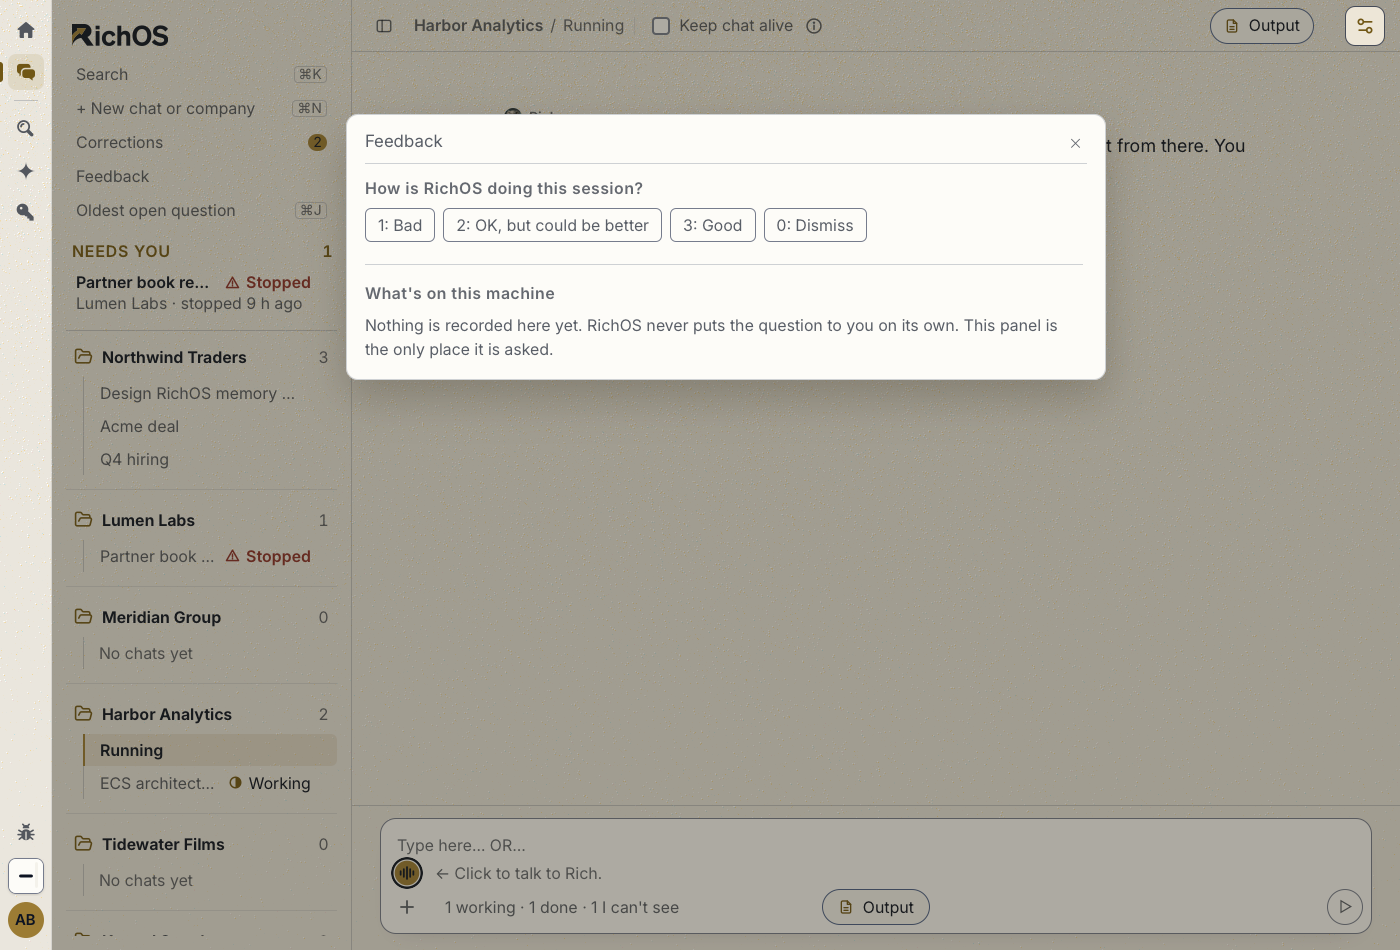 RichOS
Search ⌘K
+ New chat or company ⌘N
Corrections 2
Feedback
Oldest open question ⌘J
NEEDS YOU 1
Partner book re... Stopped
Lumen Labs · stopped 9 h ago
Northwind Traders 3
Design RichOS memory ...
Acme deal
Q4 hiring
Lumen Labs 1
Partner book ... Stopped
Meridian Group 0
No chats yet
Harbor Analytics 2
Running
ECS architect... Working
Tidewater Films 0
No chats yet
AB
Harbor Analytics / Running
Keep chat alive
Output
t from there. You
Feedback
How is RichOS doing this session?
1: Bad
2: OK, but could be better
3: Good
0: Dismiss
What's on this machine
Nothing is recorded here yet. RichOS never puts the question to you on its own. This panel is
the only place it is asked.
Type here... OR...
← Click to talk to Rich.
1 working · 1 done · 1 I can't see
Output